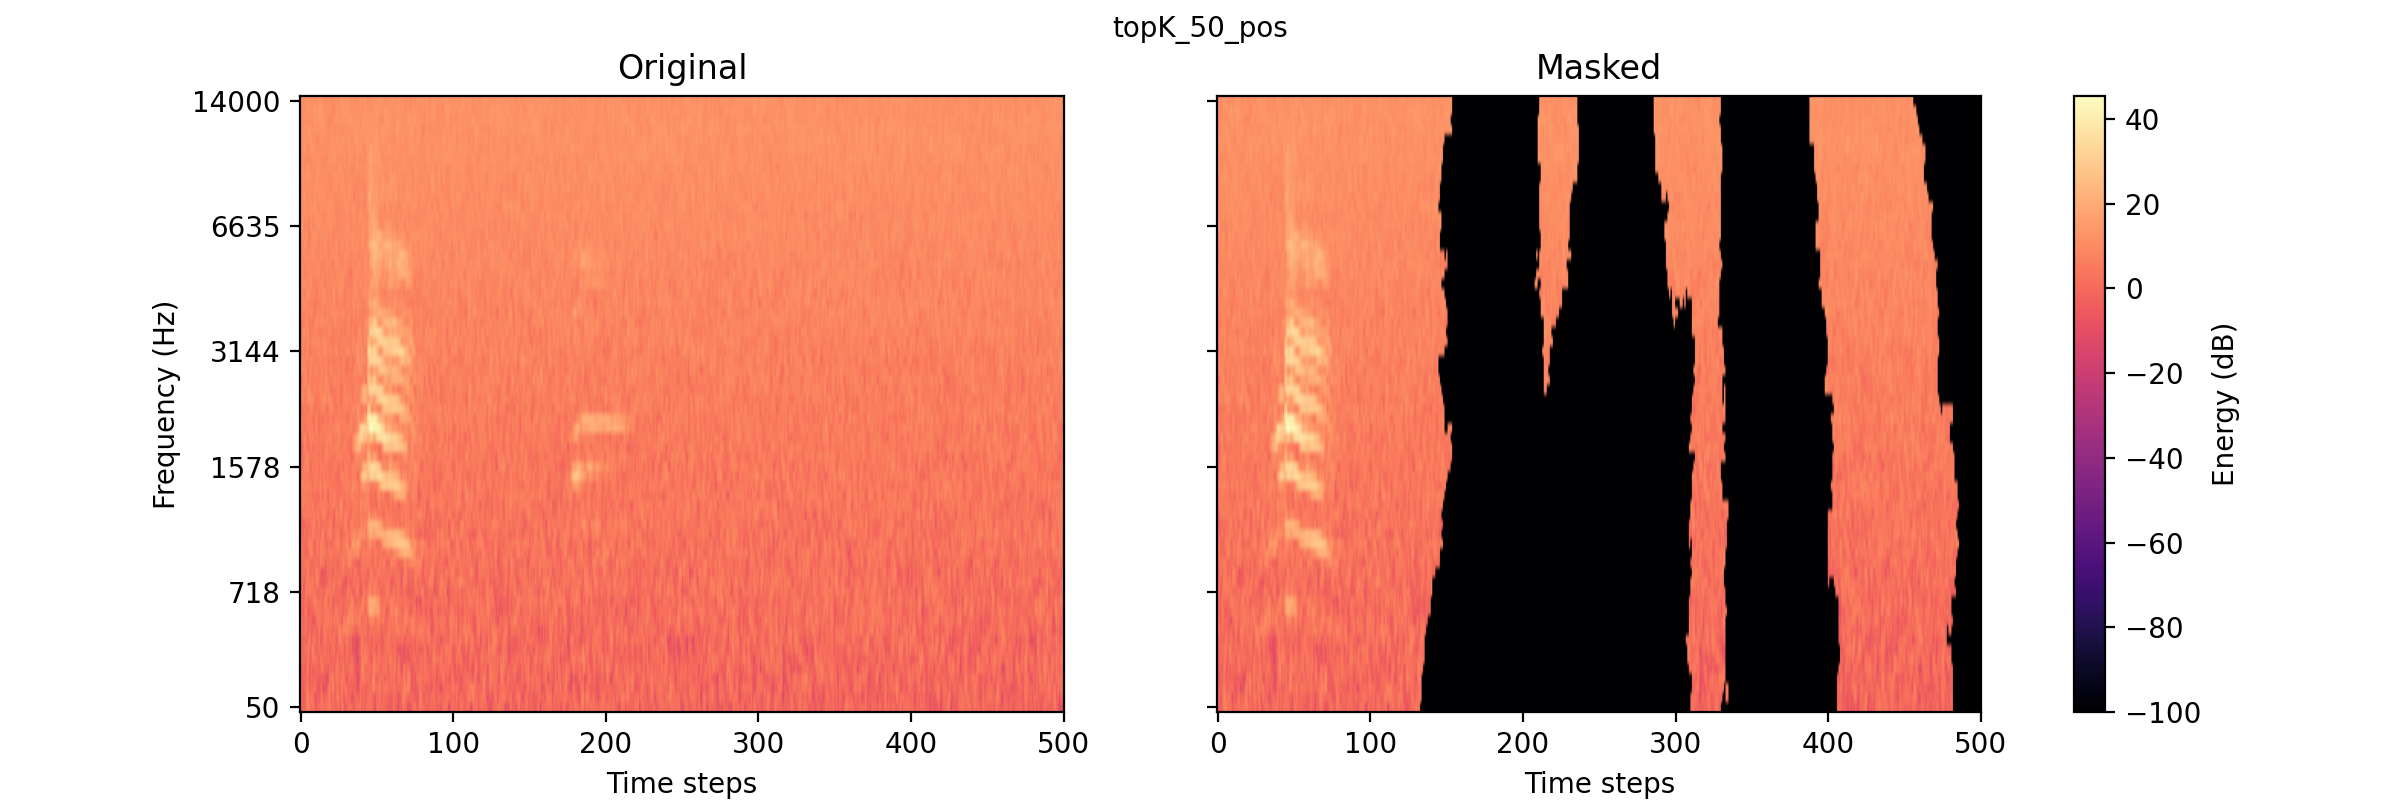 topK_50_pos
Original
Masked
14000
6635
3144
1578
718
50
Frequency (Hz)
0 100 200 300 400 500
Time steps
0 100 200 300 400 500
Time steps
40
20
0
−20
−40
−60
−80
−100
Energy (dB)